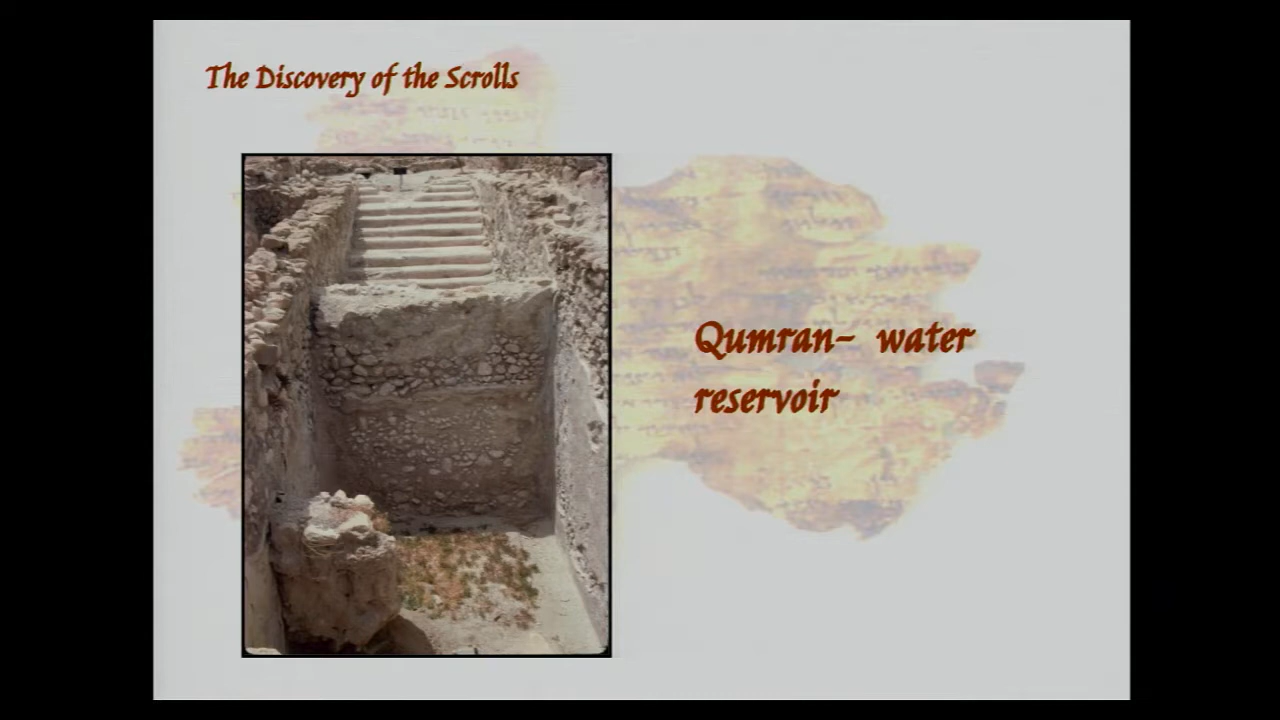 The Discovery of the Scrolls
Qumran- water
reservoir